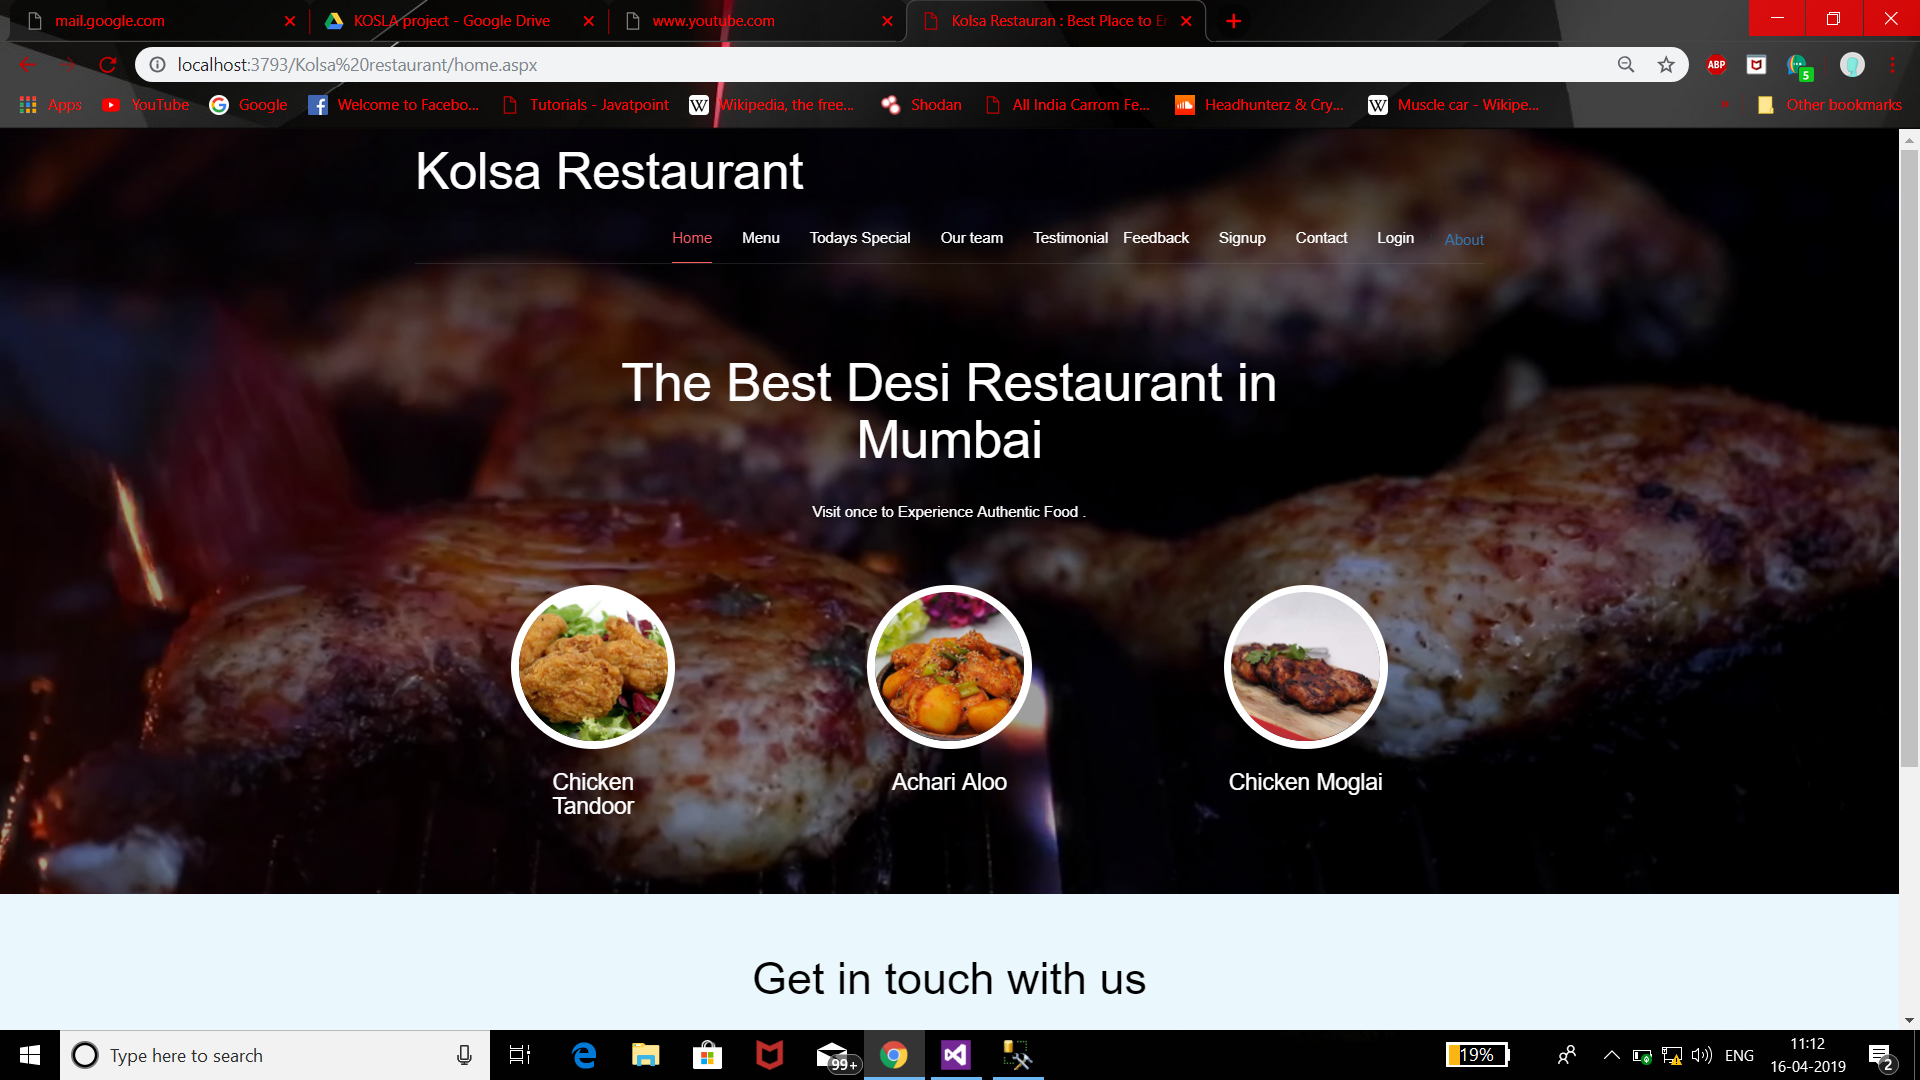 mail.google.com
KOSLA project - Google Drive
www.youtube.com
Kolsa Restauran : Best Place to E
localhost:3793/Kolsa%20restaurant/home.aspx
ABP
5
Apps
YouTube
Google
Welcome to Facebo...
Tutorials - Javatpoint
Wikipedia, the free...
Shodan
All India Carrom Fe...
Headhunterz & Cry...
Muscle car - Wikipe...
Other bookmarks
Kolsa Restaurant
Home Menu Todays Special Our team Testimonial Feedback Signup Contact Login About
The Best Desi Restaurant in
Mumbai
Visit once to Experience Authentic Food .
Chicken
Tandoor
Achari Aloo
Chicken Moglai
Get in touch with us
Type here to search
99+
19%
ENG
11:12
16-04-2019
2